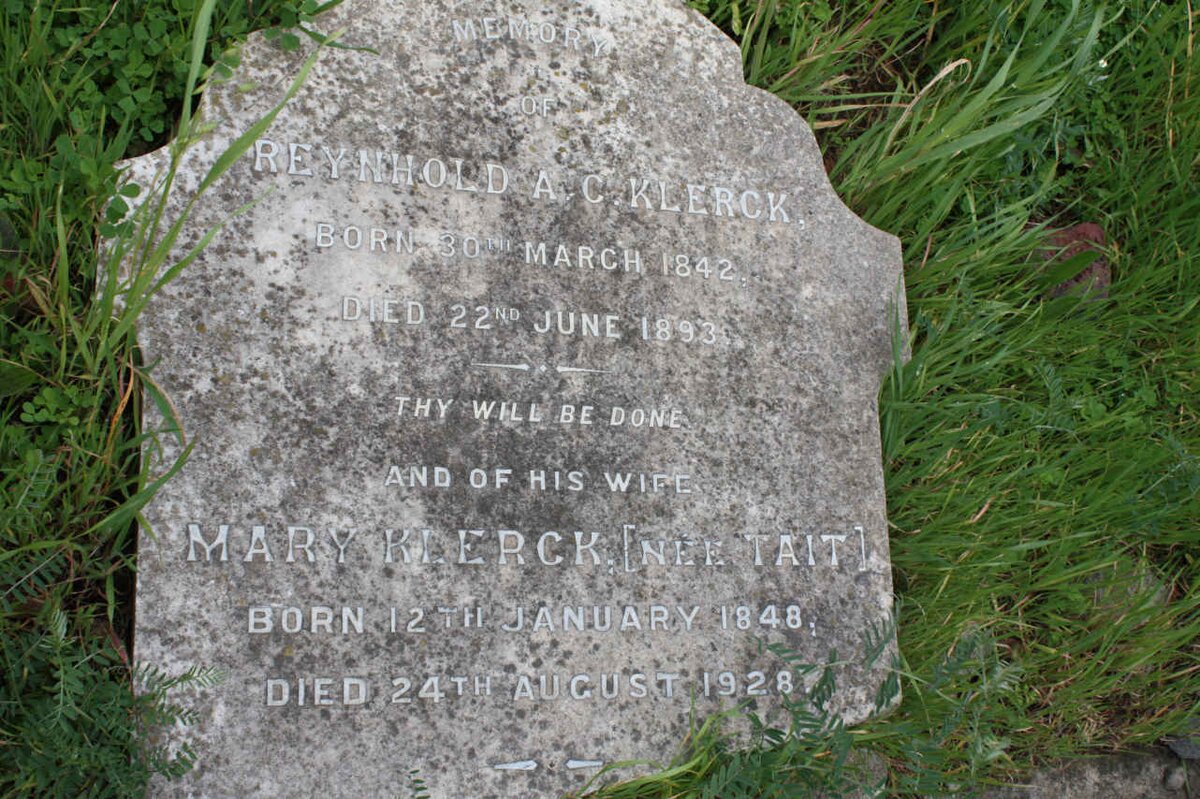 MEMORY
OF
REYNHOLD A. C. KLERCK,
BORN 30TH MARCH 1842,
DIED 22ND JUNE 1893.
THY WILL BE DONE
AND OF HIS WIFE
MARY KLERCK, [NEE TAIT]
BORN 12TH JANUARY 1848,
DIED 24TH AUGUST 1928.